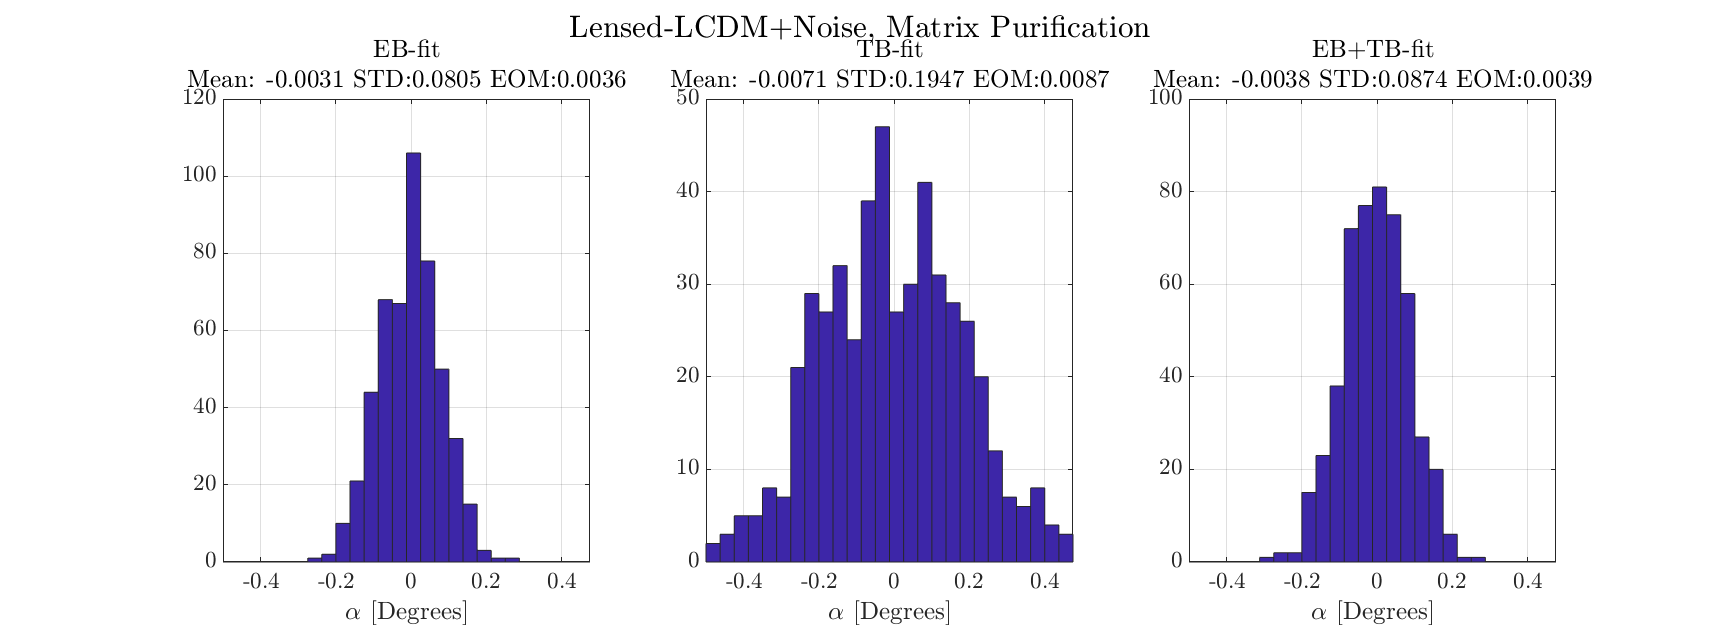 Lensed-LCDM+Noise, Matrix Purification
EB-fit
Mean: -0.0031 STD:0.0805 EOM:0.0036
120
100
80
60
40
20
0
-0.4 -0.2 0 0.2 0.4
α [Degrees]
TB-fit
Mean: -0.0071 STD:0.1947 EOM:0.0087
50
40
30
20
10
0
-0.4 -0.2 0 0.2 0.4
α [Degrees]
EB+TB-fit
Mean: -0.0038 STD:0.0874 EOM:0.0039
100
80
60
40
20
0
-0.4 -0.2 0 0.2 0.4
α [Degrees]